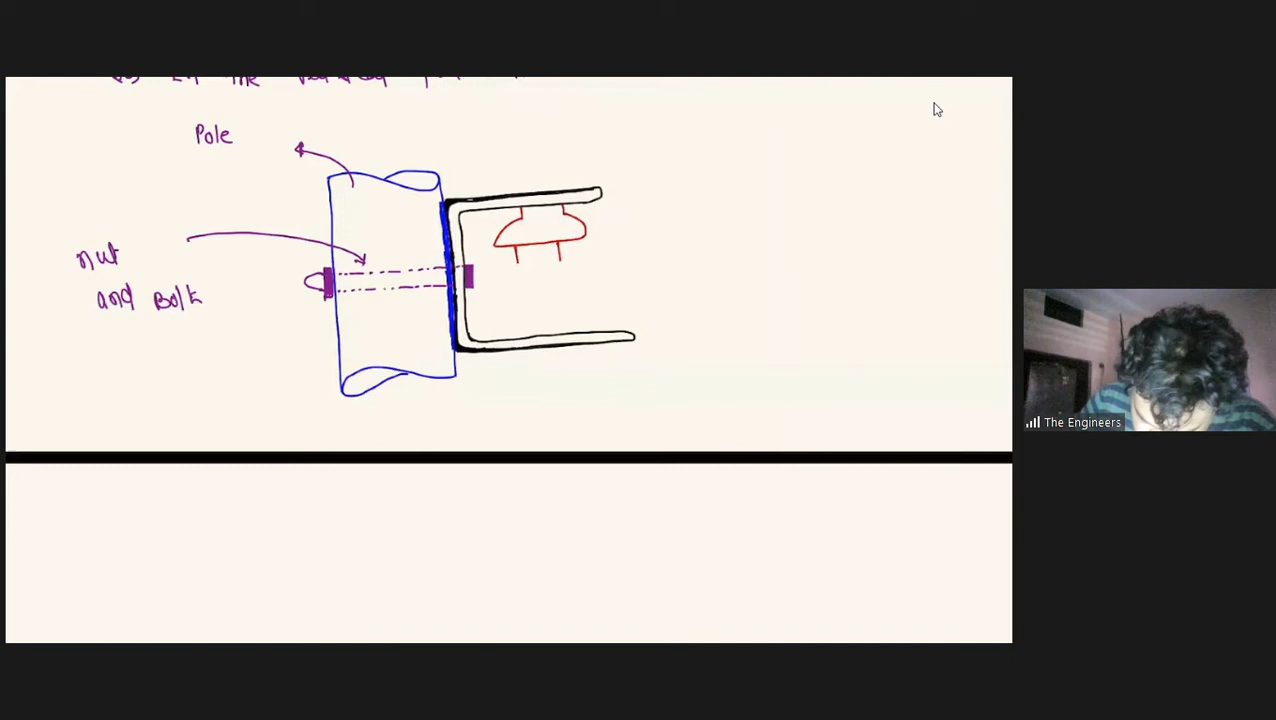 Pole
nut
and Bolt
The Engineers